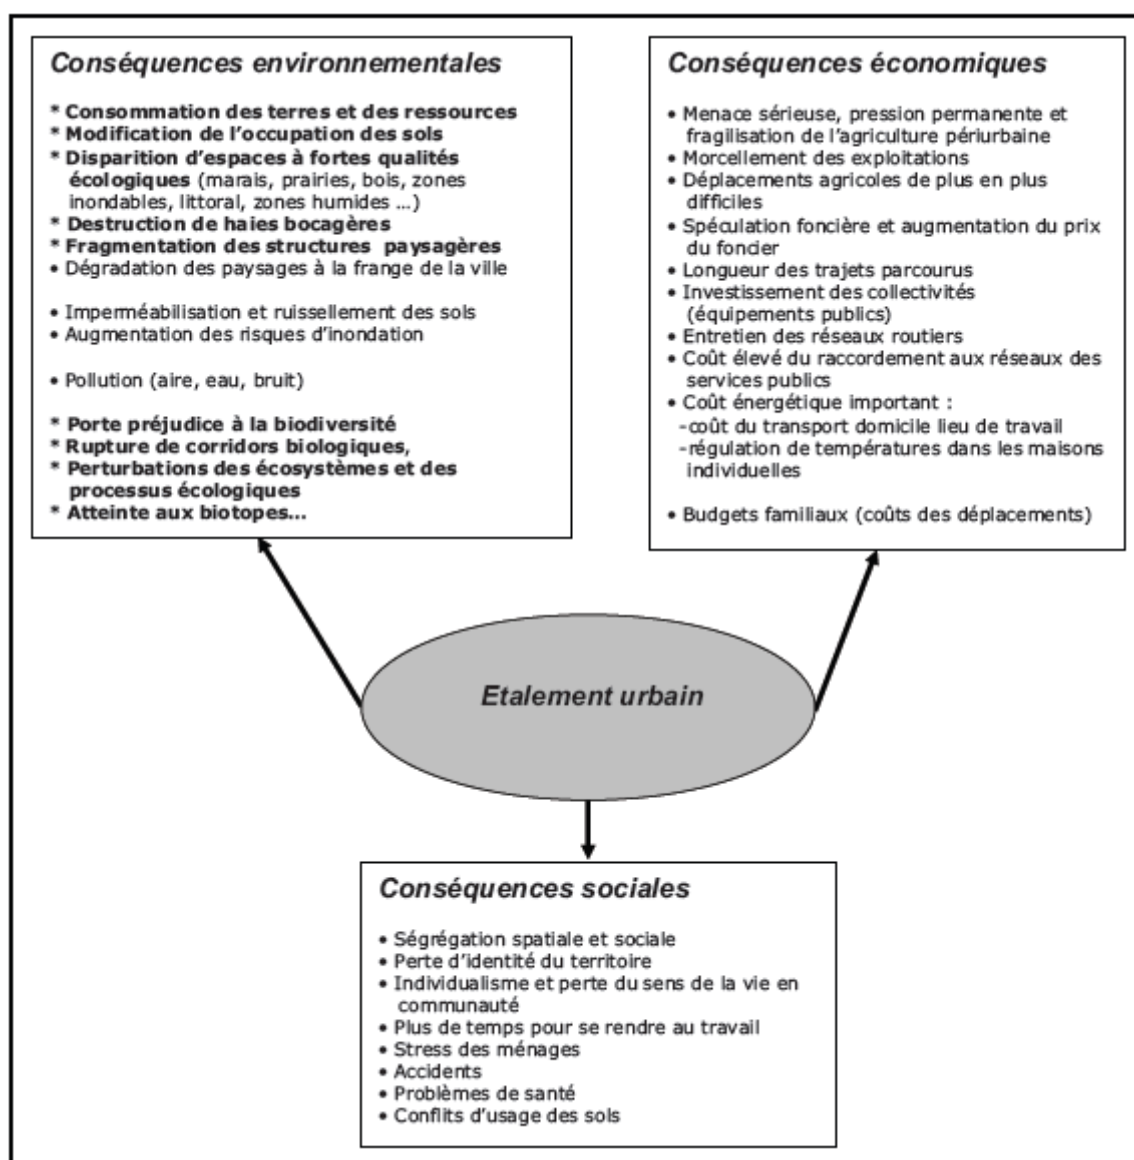 Conséquences environnementales
* Consommation des terres et des ressources
* Modification de l'occupation des sols
* Disparition d'espaces à fortes qualités
écologiques (marais, prairies, bois, zones
inondables, littoral, zones humides ...)
* Destruction de haies bocagères
* Fragmentation des structures paysagères
• Dégradation des paysages à la frange de la ville
• Imperméabilisation et ruissellement des sols
• Augmentation des risques d'inondation
• Pollution (aire, eau, bruit)
* Porte préjudice à la biodiversité
* Rupture de corridors biologiques,
* Perturbations des écosystèmes et des
processus écologiques
* Atteinte aux biotopes...
Conséquences économiques
• Menace sérieuse, pression permanente et
fragilisation de l'agriculture périurbaine
• Morcellement des exploitations
• Déplacements agricoles de plus en plus
difficiles
• Spéculation foncière et augmentation du prix
du foncier
• Longueur des trajets parcourus
• Investissement des collectivités
(équipements publics)
• Entretien des réseaux routiers
• Coût élevé du raccordement aux réseaux des
services publics
• Coût énergétique important :
-coût du transport domicile lieu de travail
-régulation de températures dans les maisons
individuelles
• Budgets familiaux (coûts des déplacements)
Etalement urbain
Conséquences sociales
• Ségrégation spatiale et sociale
• Perte d'identité du territoire
• Individualisme et perte du sens de la vie en
communauté
• Plus de temps pour se rendre au travail
• Stress des ménages
• Accidents
• Problèmes de santé
• Conflits d'usage des sols